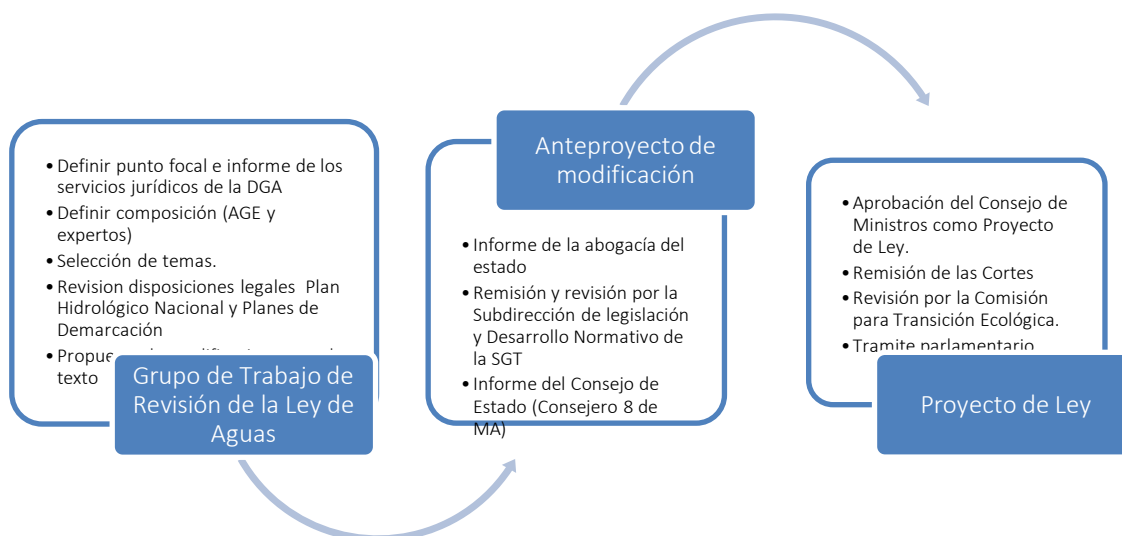 • Definir punto focal e informe de los
servicios jurídicos de la DGA
• Definir composición (AGE y
expertos)
• Selección de temas.
• Revision disposiciones legales Plan
Hidrológico Nacional y Planes de
Demarcación
texto
Grupo de Trabajo de
Revisión de la Ley de
Aguas
Anteproyecto de
modificación
• Informe de la abogacía del
estado
• Remisión y revisión por la
Subdirección de legislación
y Desarrollo Normativo de
la SGT
• Informe del Consejo de
Estado (Consejero 8 de
MA)
• Aprobación del Consejo de
Ministros como Proyecto
de Ley.
• Remisión de las Cortes
• Revisión por la Comisión
para Transición Ecológica.
• Tramite parlamentario
Proyecto de Ley